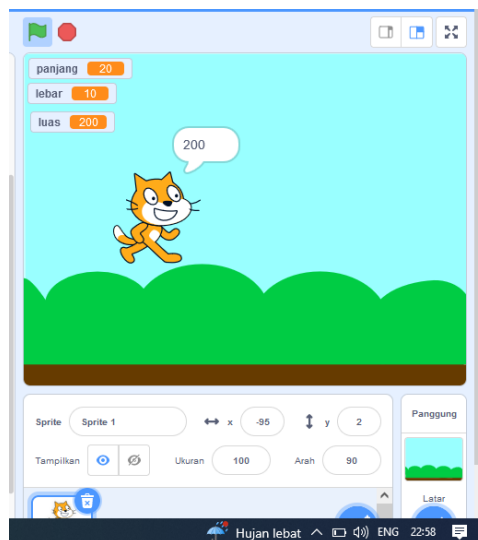 panjang 20
lebar 10
luas 200
200
Sprite Sprite 1 x -95 y 2
Tampilkan Ukuran 100 Arah 90
Panggung
Latar
Hujan lebat ENG 22:58